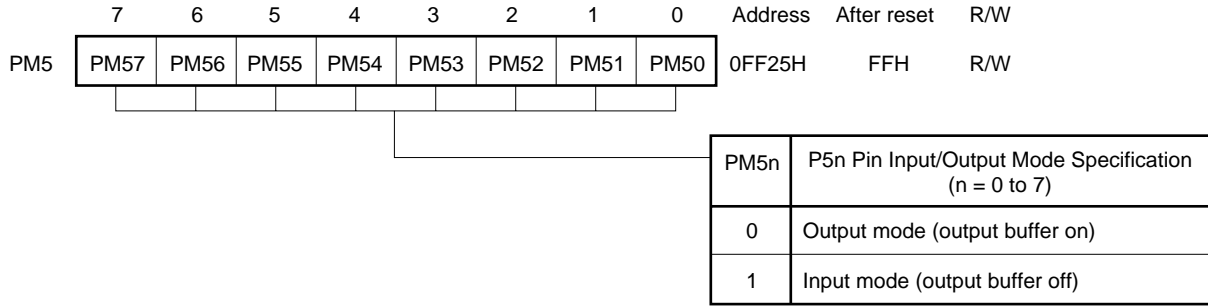 7 6 5 4 3 2 1 0 Address After reset R/W
PM5 PM57 PM56 PM55 PM54 PM53 PM52 PM51 PM50 0FF25H FFH R/W
PM5n P5n Pin Input/Output Mode Specification
(n = 0 to 7)
0 Output mode (output buffer on)
1 Input mode (output buffer off)